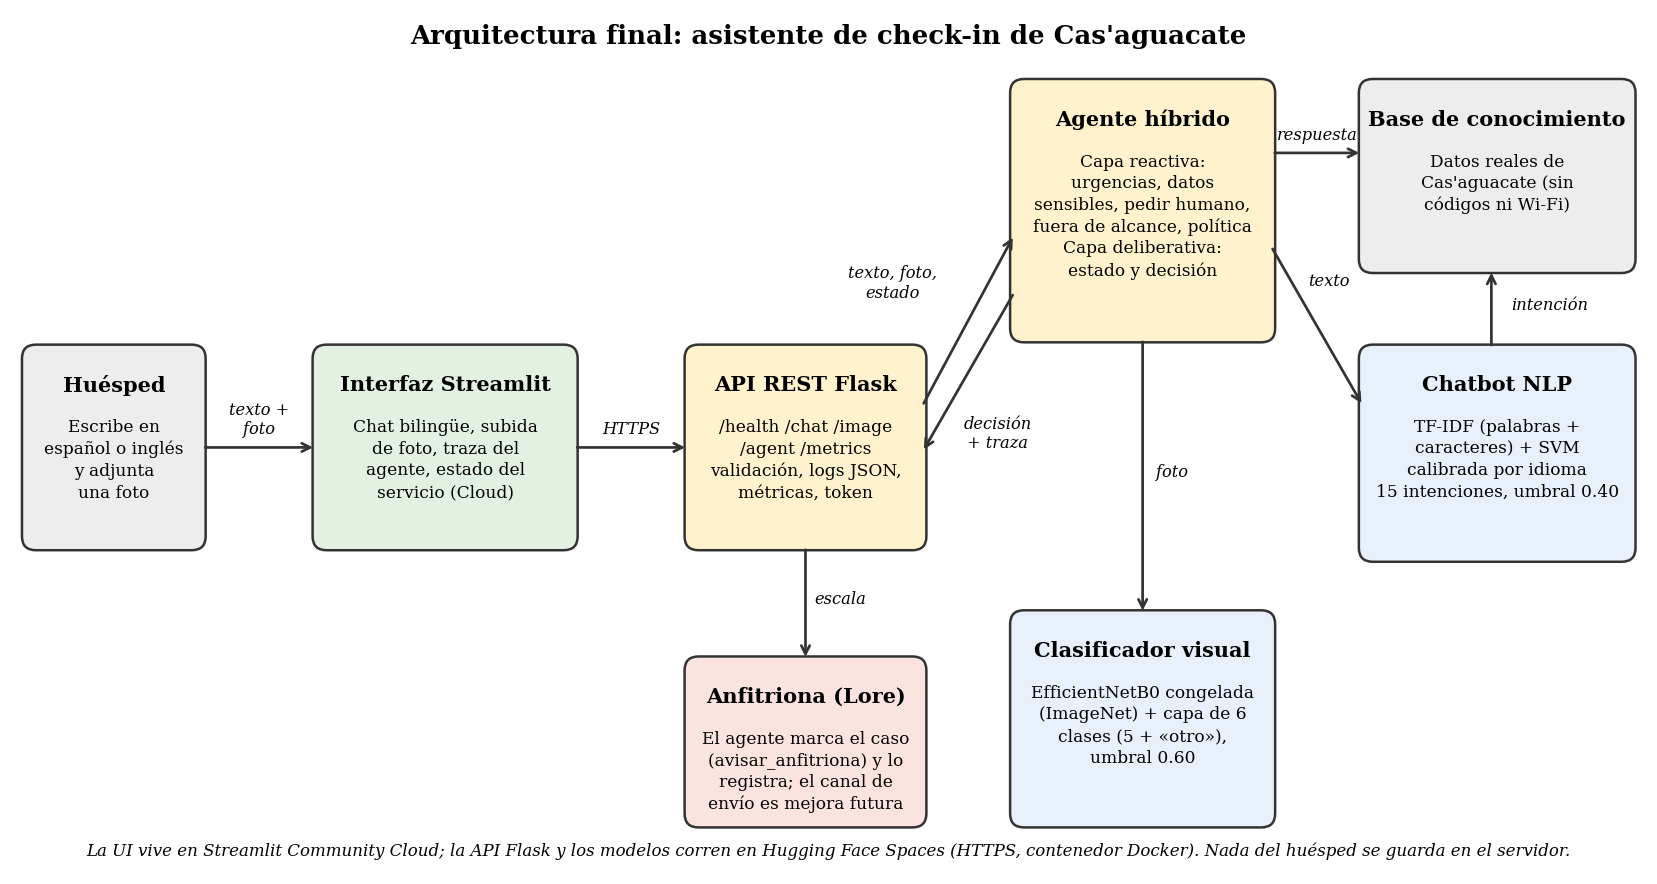 Arquitectura final: asistente de check-in de Cas'aguacate
Huésped
Escribe en
español o inglés
y adjunta
una foto
texto +
foto
Interfaz Streamlit
Chat bilingüe, subida
de foto, traza del
agente, estado del
servicio (Cloud)
HTTPS
API REST Flask
/health /chat /image
/agent /metrics
validación, logs JSON,
métricas, token
texto, foto,
estado
decisión
+ traza
Agente híbrido
Capa reactiva:
urgencias, datos
sensibles, pedir humano,
fuera de alcance, política
Capa deliberativa:
estado y decisión
respuesta
Base de conocimiento
Datos reales de
Cas'aguacate (sin
códigos ni Wi-Fi)
texto
intención
Chatbot NLP
TF-IDF (palabras +
caracteres) + SVM
calibrada por idioma
15 intenciones, umbral 0.40
foto
escala
Anfitriona (Lore)
El agente marca el caso
(avisar_anfitriona) y lo
registra; el canal de
envío es mejora futura
Clasificador visual
EfficientNetB0 congelada
(ImageNet) + capa de 6
clases (5 + «otro»),
umbral 0.60
La UI vive en Streamlit Community Cloud; la API Flask y los modelos corren en Hugging Face Spaces (HTTPS, contenedor Docker). Nada del huésped se guarda en el servidor.